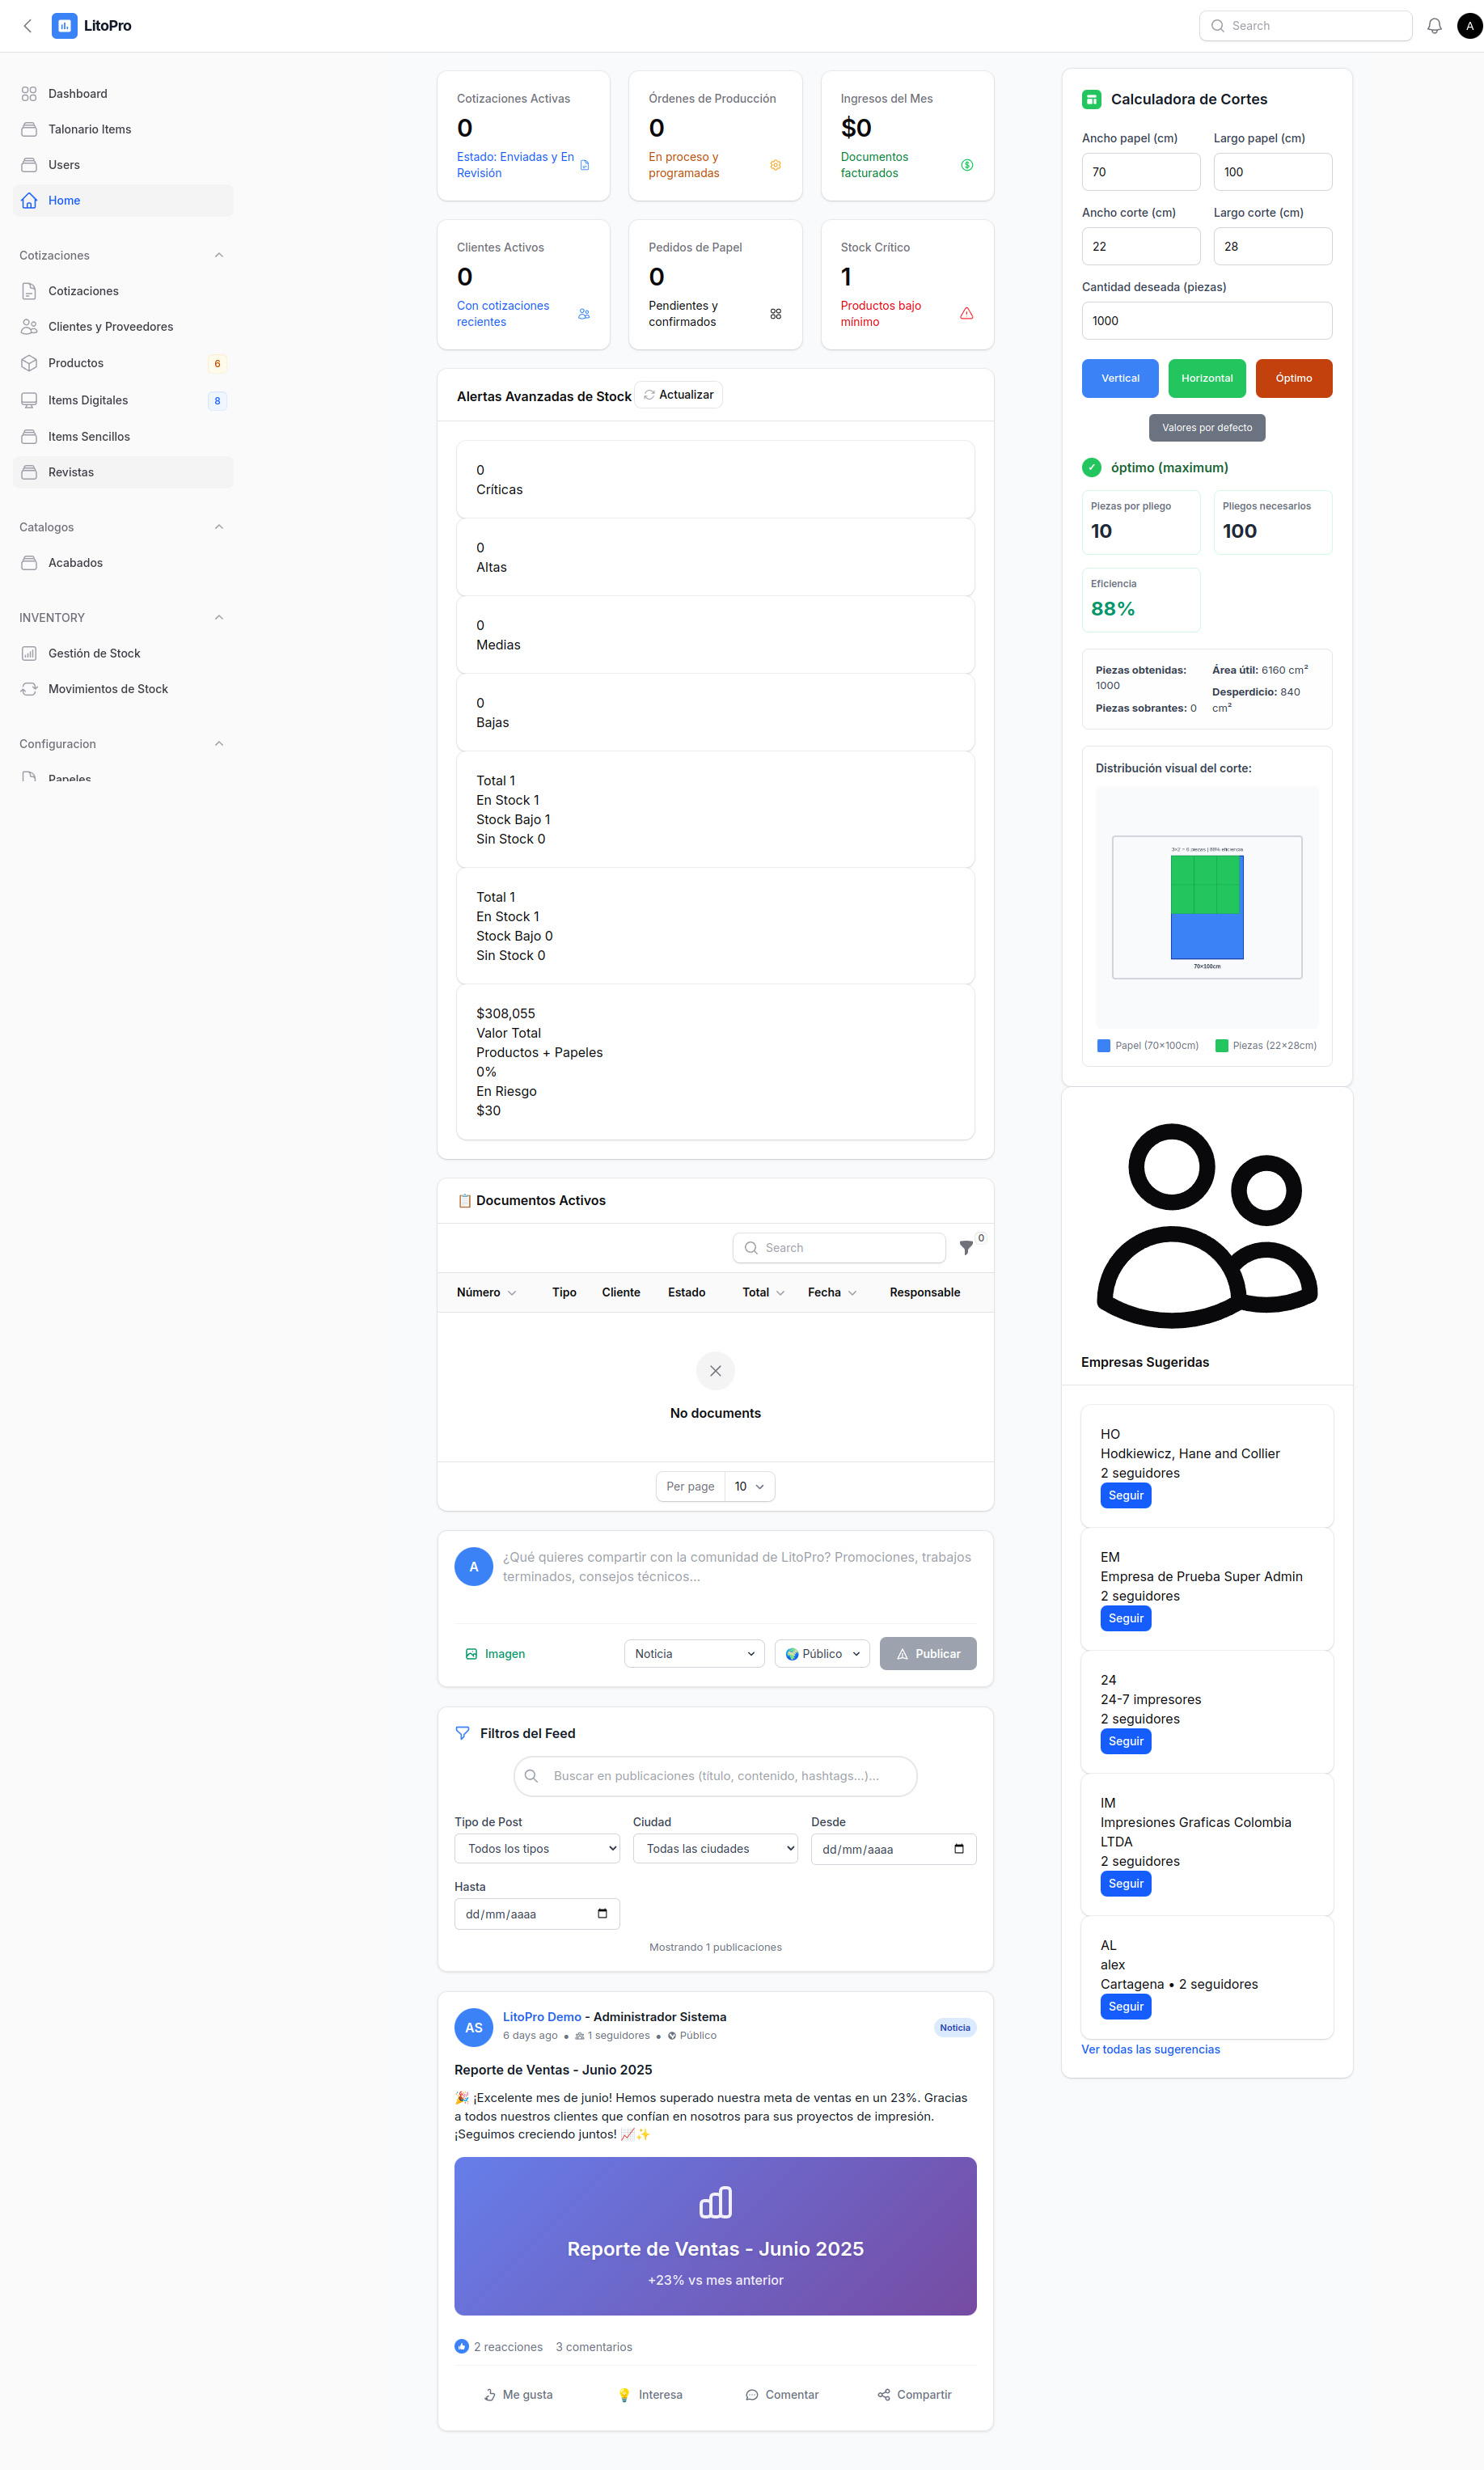 LitoPro
Search
A
Dashboard
Talonario Items
Users
Home
Cotizaciones
Cotizaciones
Clientes y Proveedores
Productos 6
Items Digitales 8
Items Sencillos
Revistas
Catalogos
Acabados
INVENTORY
Gestión de Stock
Movimientos de Stock
Configuracion
Papeles
Cotizaciones Activas
0
Estado: Enviadas y En
Revisión
Órdenes de Producción
0
En proceso y
programadas
Ingresos del Mes
$0
Documentos
facturados
Clientes Activos
0
Con cotizaciones
recientes
Pedidos de Papel
0
Pendientes y
confirmados
Stock Crítico
1
Productos bajo
mínimo
Alertas Avanzadas de Stock Actualizar
0
Críticas
0
Altas
0
Medias
0
Bajas
Total 1
En Stock 1
Stock Bajo 1
Sin Stock 0
Total 1
En Stock 1
Stock Bajo 0
Sin Stock 0
$308,055
Valor Total
Productos + Papeles
0%
En Riesgo
$30
📋 Documentos Activos
Search
0
Número Tipo Cliente Estado Total Fecha Responsable
No documents
Per page 10
A
¿Qué quieres compartir con la comunidad de LitoPro? Promociones, trabajos
terminados, consejos técnicos...
Imagen Noticia 🌍 Público Publicar
Filtros del Feed
Buscar en publicaciones (título, contenido, hashtags...)...
Tipo de Post Ciudad Desde
Todos los tipos Todas las ciudades dd/mm/aaaa
Hasta
dd/mm/aaaa
Mostrando 1 publicaciones
AS
LitoPro Demo - Administrador Sistema
6 days ago • 1 seguidores • Público
Noticia
Reporte de Ventas - Junio 2025
🎉 ¡Excelente mes de junio! Hemos superado nuestra meta de ventas en un 23%. Gracias
a todos nuestros clientes que confían en nosotros para sus proyectos de impresión.
¡Seguimos creciendo juntos! 📈✨
Reporte de Ventas - Junio 2025
+23% vs mes anterior
2 reacciones 3 comentarios
Me gusta 💡 Interesa Comentar Compartir
Calculadora de Cortes
Ancho papel (cm) Largo papel (cm)
70 100
Ancho corte (cm) Largo corte (cm)
22 28
Cantidad deseada (piezas)
1000
Vertical Horizontal Óptimo
Valores por defecto
✓ óptimo (maximum)
Piezas por pliego
10
Pliegos necesarios
100
Eficiencia
88%
Piezas obtenidas:
1000
Piezas sobrantes: 0
Área útil: 6160 cm²
Desperdicio: 840
cm²
Distribución visual del corte:
3×2 = 6 piezas | 88% eficiencia
70×100cm
Papel (70×100cm) Piezas (22×28cm)
Empresas Sugeridas
HO
Hodkiewicz, Hane and Collier
2 seguidores
Seguir
EM
Empresa de Prueba Super Admin
2 seguidores
Seguir
24
24-7 impresores
2 seguidores
Seguir
IM
Impresiones Graficas Colombia
LTDA
2 seguidores
Seguir
AL
alex
Cartagena • 2 seguidores
Seguir
Ver todas las sugerencias